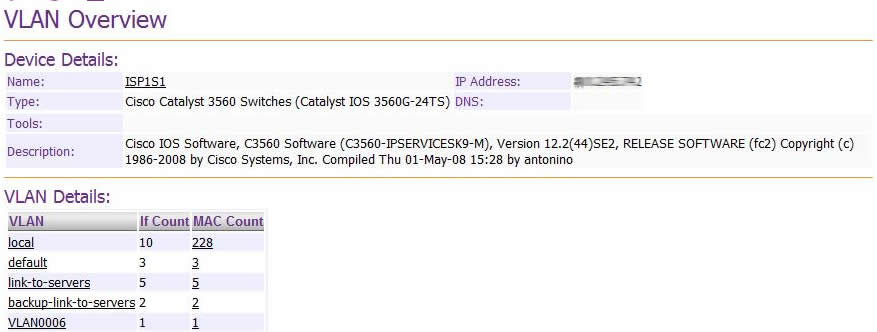 VLAN Overview
Device Details:
Name: ISP1S1 IP Address:
Type: Cisco Catalyst 3560 Switches (Catalyst IOS 3560G-24TS) DNS:
Tools:
Description: Cisco IOS Software, C3560 Software (C3560-IPSERVICESK9-M), Version 12.2(44)SE2, RELEASE SOFTWARE (fc2) Copyright (c)
1986-2008 by Cisco Systems, Inc. Compiled Thu 01-May-08 15:28 by antonino
VLAN Details:
VLAN If Count MAC Count
local 10 228
default 3 3
link-to-servers 5 5
backup-link-to-servers 2 2
VLAN0006 1 1